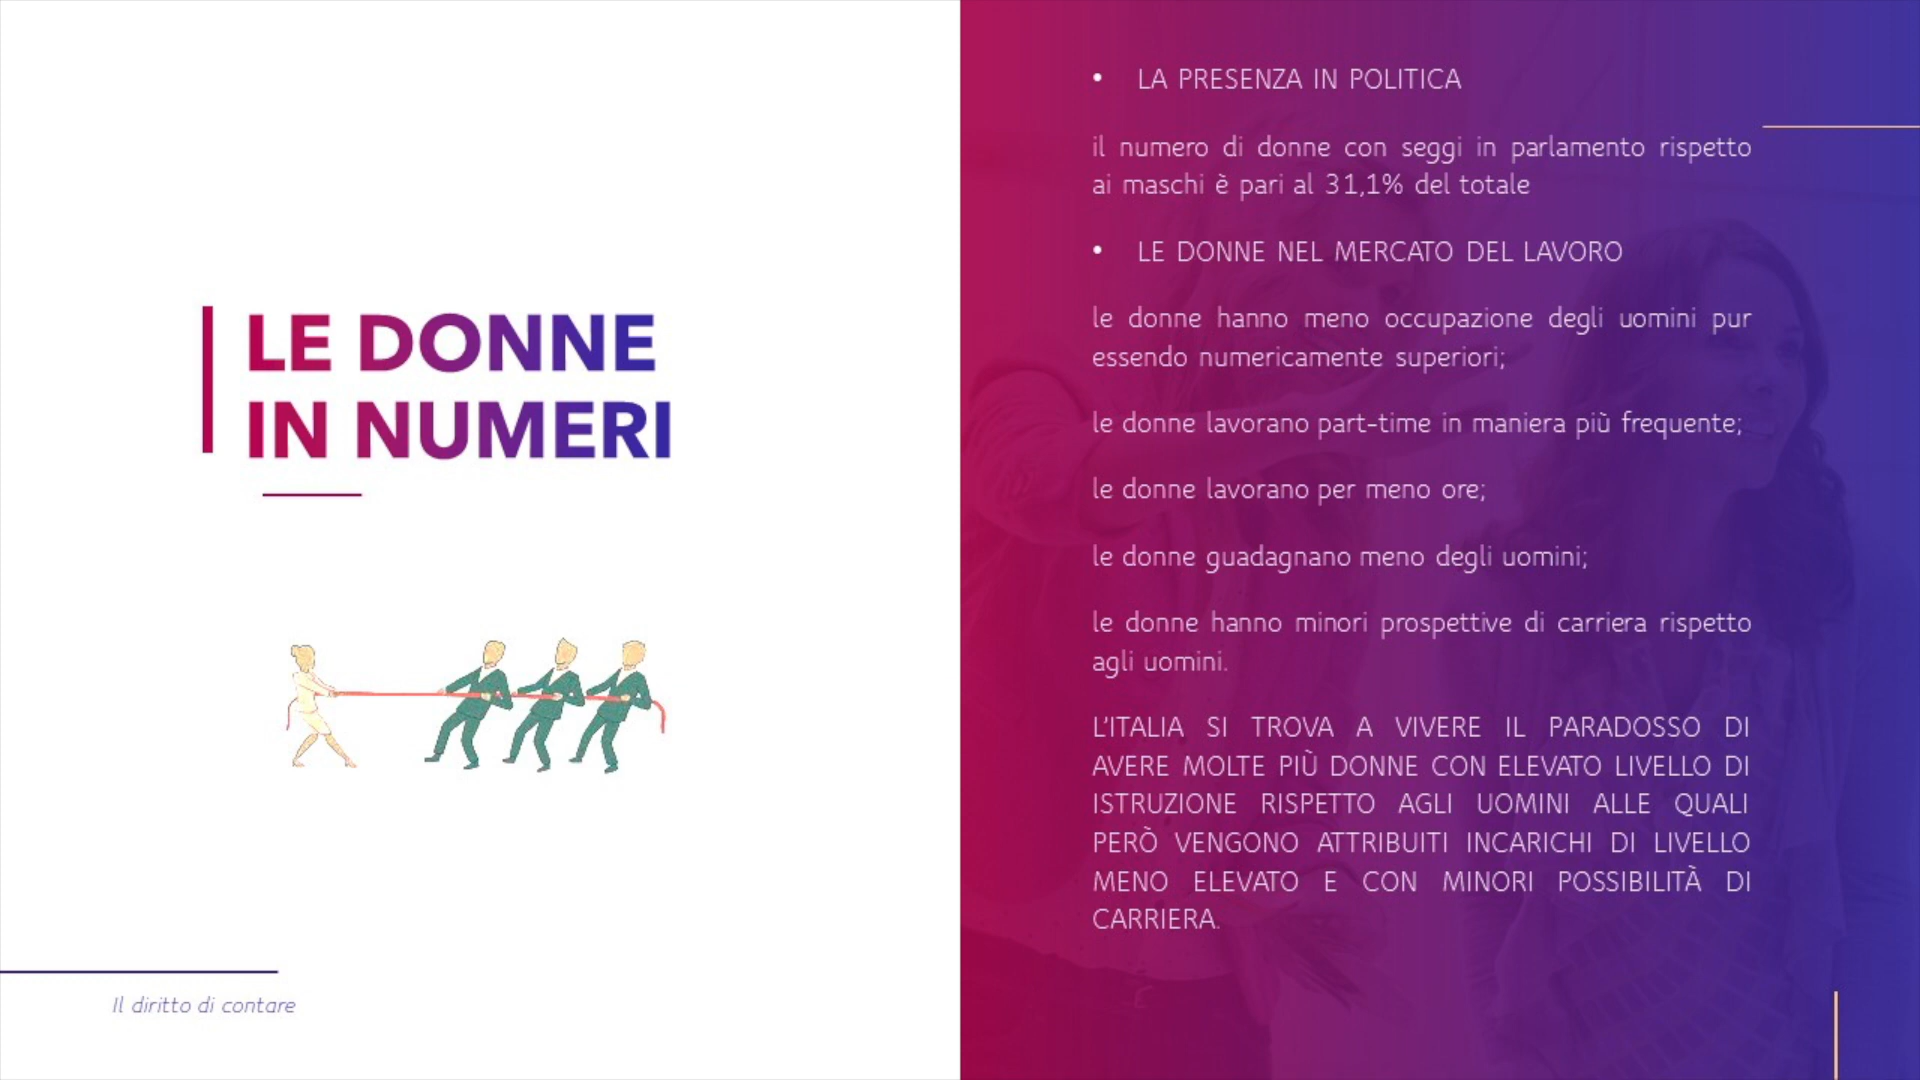 LE DONNE
IN NUMERI
Il diritto di contare
• LA PRESENZA IN POLITICA
il numero di donne con seggi in parlamento rispetto
ai maschi è pari al 31,1% del totale
• LE DONNE NEL MERCATO DEL LAVORO
le donne hanno meno occupazione degli uomini pur
essendo numericamente superiori;
le donne lavorano part-time in maniera più frequente;
le donne lavorano per meno ore;
le donne guadagnano meno degli uomini;
le donne hanno minori prospettive di carriera rispetto
agli uomini.
L'ITALIA SI TROVA A VIVERE IL PARADOSSO DI
AVERE MOLTE PIÙ DONNE CON ELEVATO LIVELLO DI
ISTRUZIONE RISPETTO AGLI UOMINI ALLE QUALI
PERÒ VENGONO ATTRIBUITI INCARICHI DI LIVELLO
MENO ELEVATO E CON MINORI POSSIBILITÀ DI
CARRIERA.